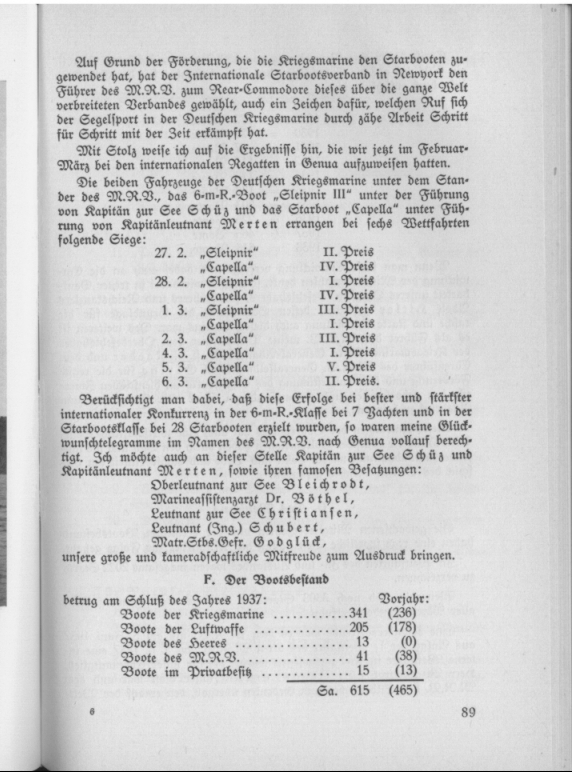 Auf Grund der Förderung, die die Kriegsmarine den Starbooten zu-
gewendet hat, hat der Internationale Starbootsverband in Newyork den
Führer des M.R.V. zum Rear-Commodore dieses über die ganze Welt
verbreiteten Verbandes gewählt, auch ein Zeichen dafür, welchen Ruf sich
der Segelsport in der Deutschen Kriegsmarine durch zähe Arbeit Schritt
für Schritt mit der Zeit erkämpft hat.
Mit Stolz weise ich auf die Ergebnisse hin, die wir jetzt im Februar-
März bei den internationalen Regatten in Genua aufzuweisen hatten.
Die beiden Fahrzeuge der Deutschen Kriegsmarine unter dem Stan-
der des M.R.V., das 6-m-R.-Boot „Sleipnir III" unter der Führung
von Kapitän zur See Schüz und das Starboot „Capella" unter Füh-
rung von Kapitänleutnant Merten errangen bei sechs Wettfahrten
folgende Siege:
27. 2. „Sleipnir" II. Preis
„Capella" IV. Preis
28. 2. „Sleipnir" I. Preis
„Capella" IV. Preis
1. 3. „Sleipnir" III. Preis
„Capella" I. Preis
2. 3. „Capella" III. Preis
4. 3. „Capella" I. Preis
5. 3. „Capella" V. Preis
6. 3. „Capella" II. Preis.
Berücksichtigt man dabei, daß diese Erfolge bei bester und stärkster
internationaler Konkurrenz in der 6-m-R.-Klasse bei 7 Yachten und in der
Starbootsklasse bei 28 Starbooten erzielt wurden, so waren meine Glück-
wunschtelegramme im Namen des M.R.V. nach Genua vollauf berech-
tigt. Ich möchte auch an dieser Stelle Kapitän zur See Schüz und
Kapitänleutnant Merten, sowie ihren famosen Besatzungen:
Oberleutnant zur See Bleichrodt,
Marineassistenzarzt Dr. Böthel,
Leutnant zur See Christiansen,
Leutnant (Ing.) Schubert,
Matr.Stbs.Gefr. Godglück,
unsere große und kameradschaftliche Mitfreude zum Ausdruck bringen.
F. Der Bootsbestand
betrug am Schluß des Jahres 1937: Vorjahr:
Boote der Kriegsmarine ............341 (236)
Boote der Luftwaffe ...............205 (178)
Boote des Heeres ................. 13 (0)
Boote des M.R.V. ................ 41 (38)
Boote im Privatbesitz .............. 15 (13)
Sa. 615 (465)
6 89